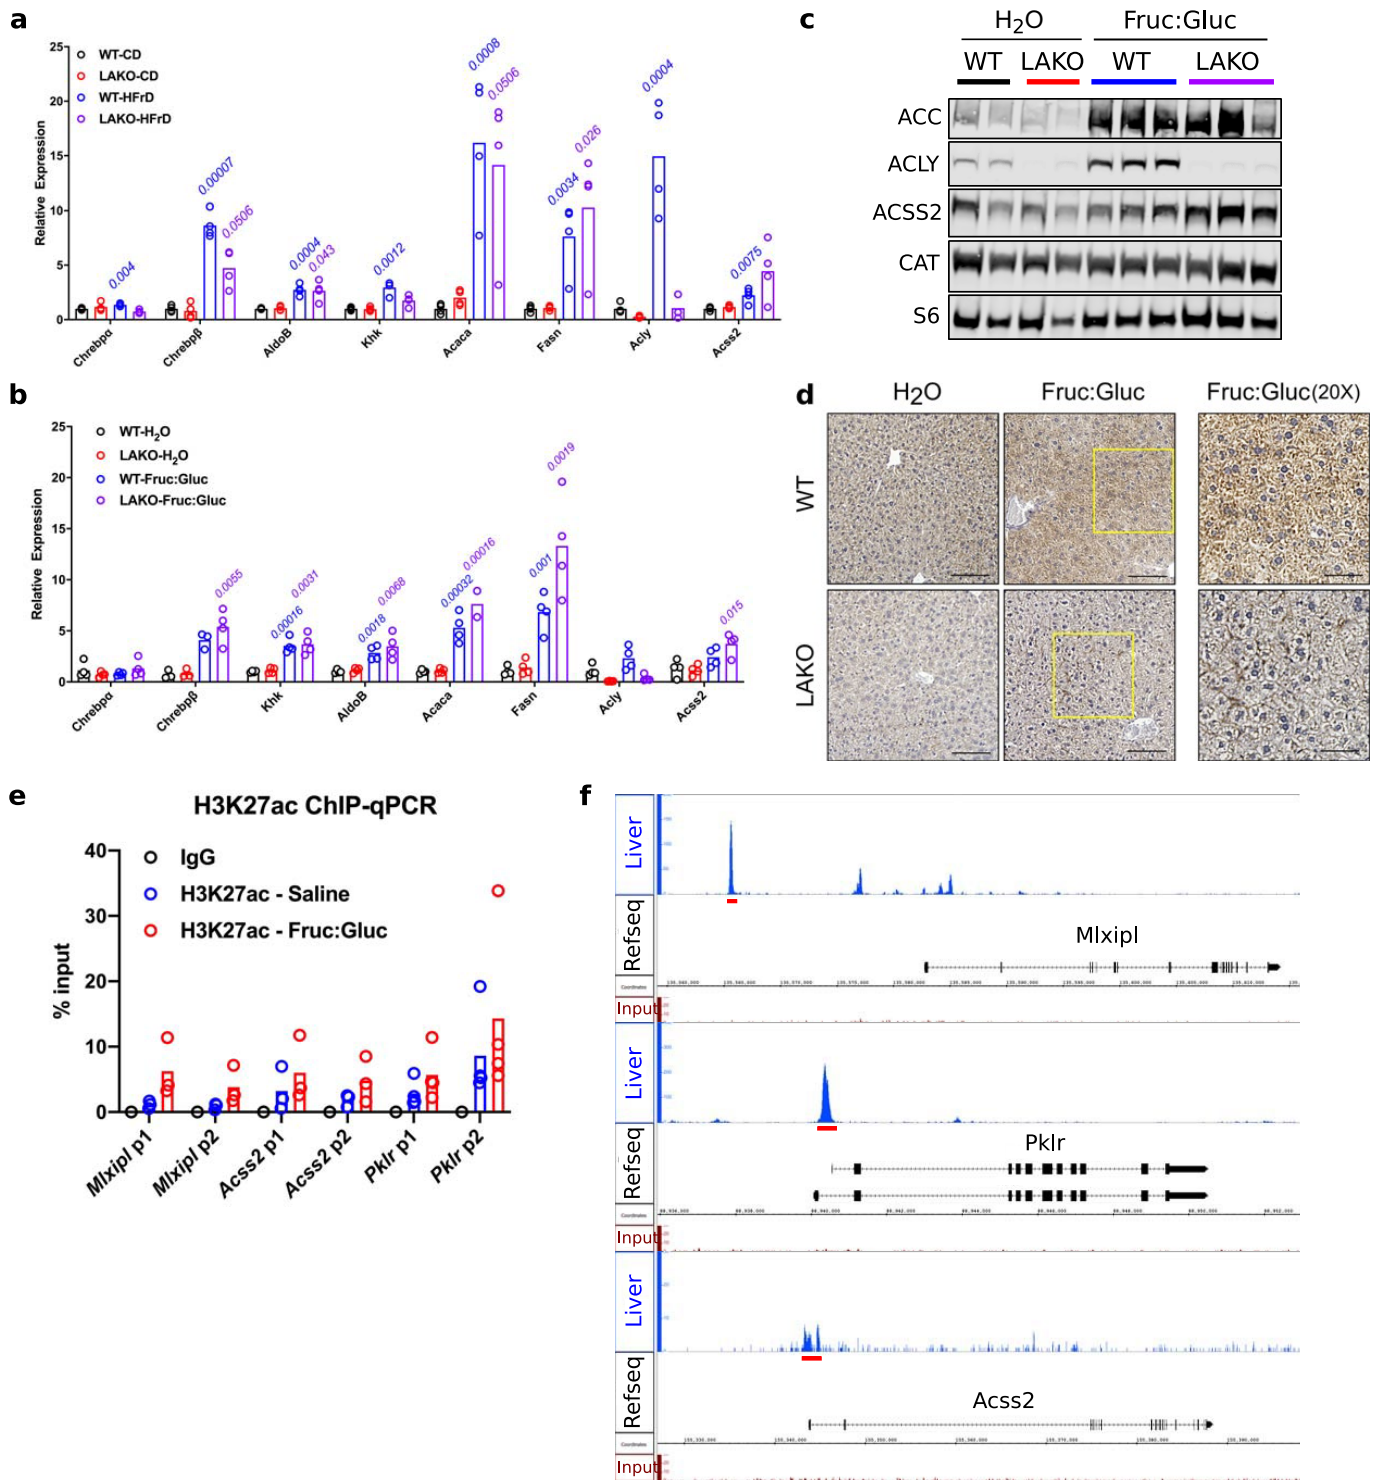 a
25
20
15
10
5
0
Relative Expression
WT-CD
LAKO-CD
WT-HFrD
LAKO-HFrD
0.004
0.00007
0.0506
0.0004
0.043
0.0012
0.0008
0.0506
0.0034
0.026
0.0004
0.0075
Chrebpα
Chrebpβ
AldoB
Khk
Acaca
Fasn
Acly
Acss2
b
25
20
15
10
5
0
Relative Expression
WT-H2O
LAKO-H2O
WT-Fruc:Gluc
LAKO-Fruc:Gluc
0.0055
0.00016
0.0031
0.0018
0.0068
0.00032
0.00016
0.001
0.0019
0.015
Chrebpα
Chrebpβ
Khk
AldoB
Acaca
Fasn
Acly
Acss2
c
H2O
Fruc:Gluc
WT
LAKO
WT
LAKO
ACC
ACLY
ACSS2
CAT
S6
d
H2O
Fruc:Gluc
Fruc:Gluc(20X)
WT
LAKO
e
H3K27ac ChIP-qPCR
40
30
20
10
0
% input
IgG
H3K27ac - Saline
H3K27ac - Fruc:Gluc
Mlxipl p1
Mlxipl p2
Acss2 p1
Acss2 p2
Pklr p1
Pklr p2
f
Liver
Refseq
Mlxipl
Coordinates
Input
Liver
Refseq
Pklr
Coordinates
Input
Liver
Refseq
Acss2
Coordinates
Input